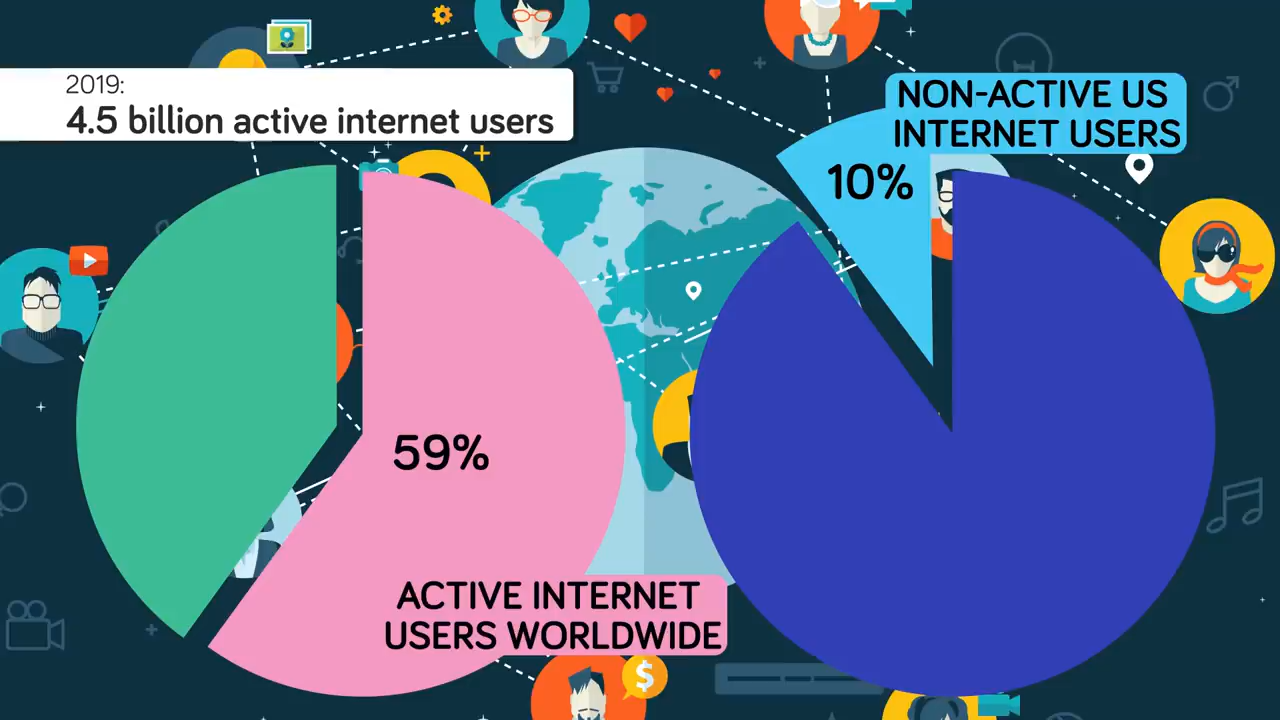 2019:
4.5 billion active internet users
NON-ACTIVE US
INTERNET USERS
10%
59%
ACTIVE INTERNET
USERS WORLDWIDE
$